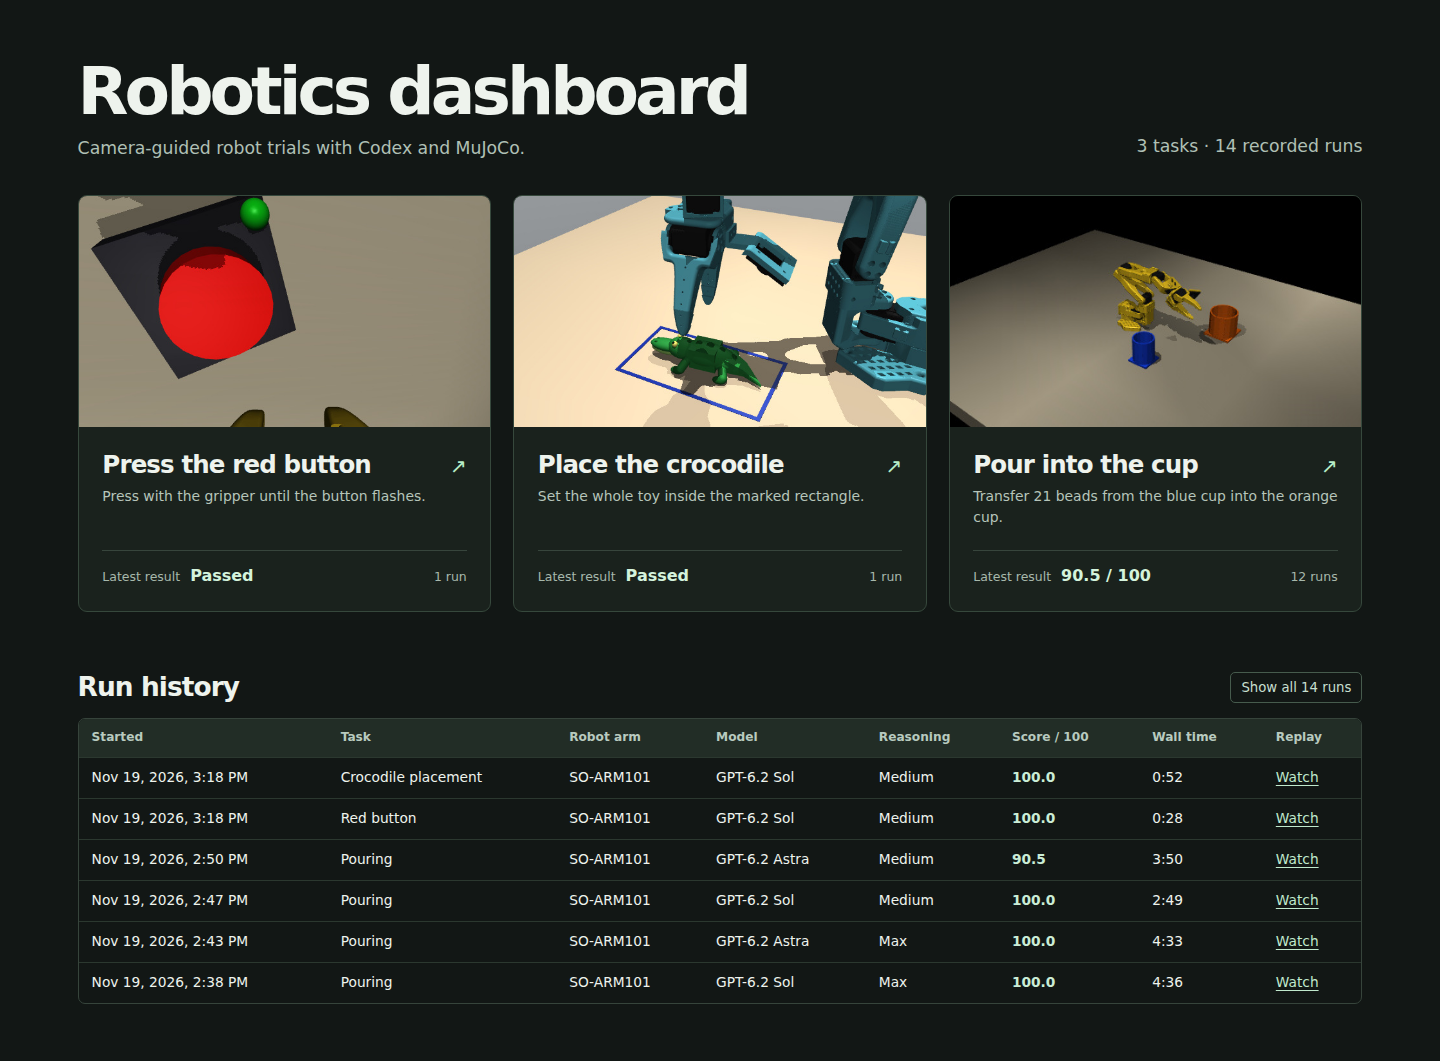 Robotics dashboard
Camera-guided robot trials with Codex and MuJoCo.
3 tasks · 14 recorded runs
Press the red button ↗
Press with the gripper until the button flashes.
Latest result Passed 1 run
Place the crocodile ↗
Set the whole toy inside the marked rectangle.
Latest result Passed 1 run
Pour into the cup ↗
Transfer 21 beads from the blue cup into the orange
cup.
Latest result 90.5 / 100 12 runs
Run history
Show all 14 runs
Started Task Robot arm Model Reasoning Score / 100 Wall time Replay
Nov 19, 2026, 3:18 PM Crocodile placement SO-ARM101 GPT-6.2 Sol Medium 100.0 0:52 Watch
Nov 19, 2026, 3:18 PM Red button SO-ARM101 GPT-6.2 Sol Medium 100.0 0:28 Watch
Nov 19, 2026, 2:50 PM Pouring SO-ARM101 GPT-6.2 Astra Medium 90.5 3:50 Watch
Nov 19, 2026, 2:47 PM Pouring SO-ARM101 GPT-6.2 Sol Medium 100.0 2:49 Watch
Nov 19, 2026, 2:43 PM Pouring SO-ARM101 GPT-6.2 Astra Max 100.0 4:33 Watch
Nov 19, 2026, 2:38 PM Pouring SO-ARM101 GPT-6.2 Sol Max 100.0 4:36 Watch